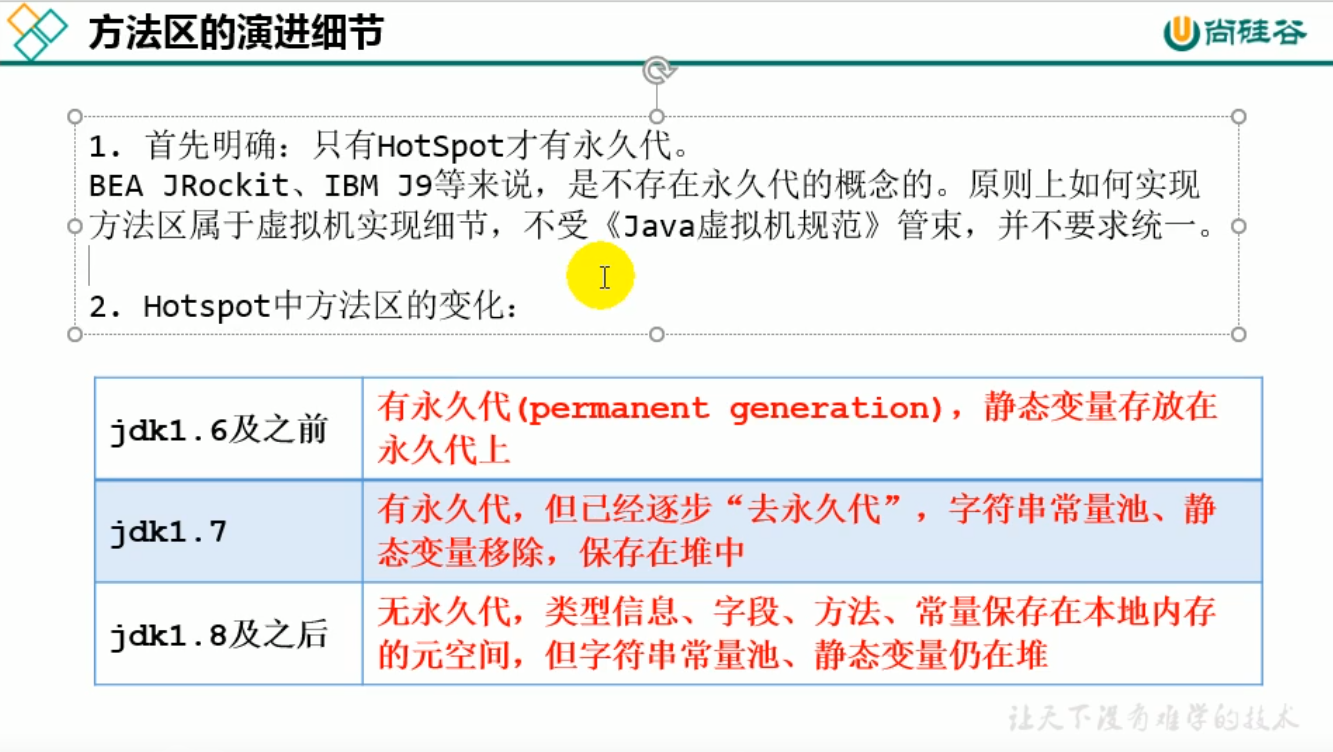 方法区的演进细节
尚硅谷
1. 首先明确：只有HotSpot才有永久代。
BEA JRockit、IBM J9等来说，是不存在永久代的概念的。原则上如何实现
方法区属于虚拟机实现细节，不受《Java虚拟机规范》管束，并不要求统一。
2. Hotspot中方法区的变化：
jdk1.6及之前
有永久代(permanent generation)，静态变量存放在
永久代上
jdk1.7
有永久代，但已经逐步“去永久代”，字符串常量池、静
态变量移除，保存在堆中
jdk1.8及之后
无永久代，类型信息、字段、方法、常量保存在本地内存
的元空间，但字符串常量池、静态变量仍在堆
让天下没有难学的技术